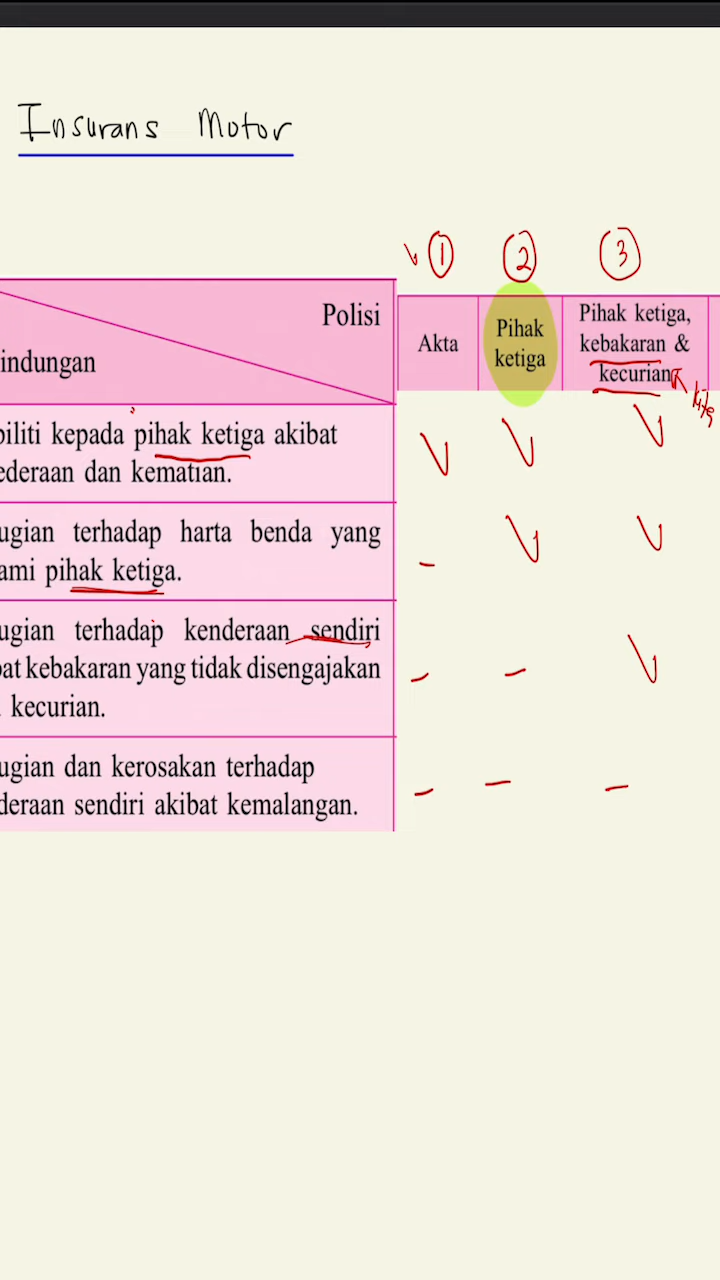 Insurans Motor
1 2 3
Polisi
indungan
Akta
Pihak
ketiga
Pihak ketiga,
kebakaran &
kecurian
kita
biliti kepada pihak ketiga akibat
ederaan dan kematian.
ugian terhadap harta benda yang
ami pihak ketiga.
ugian terhadap kenderaan sendiri
bat kebakaran yang tidak disengajakan
kecurian.
ugian dan kerosakan terhadap
deraan sendiri akibat kemalangan.